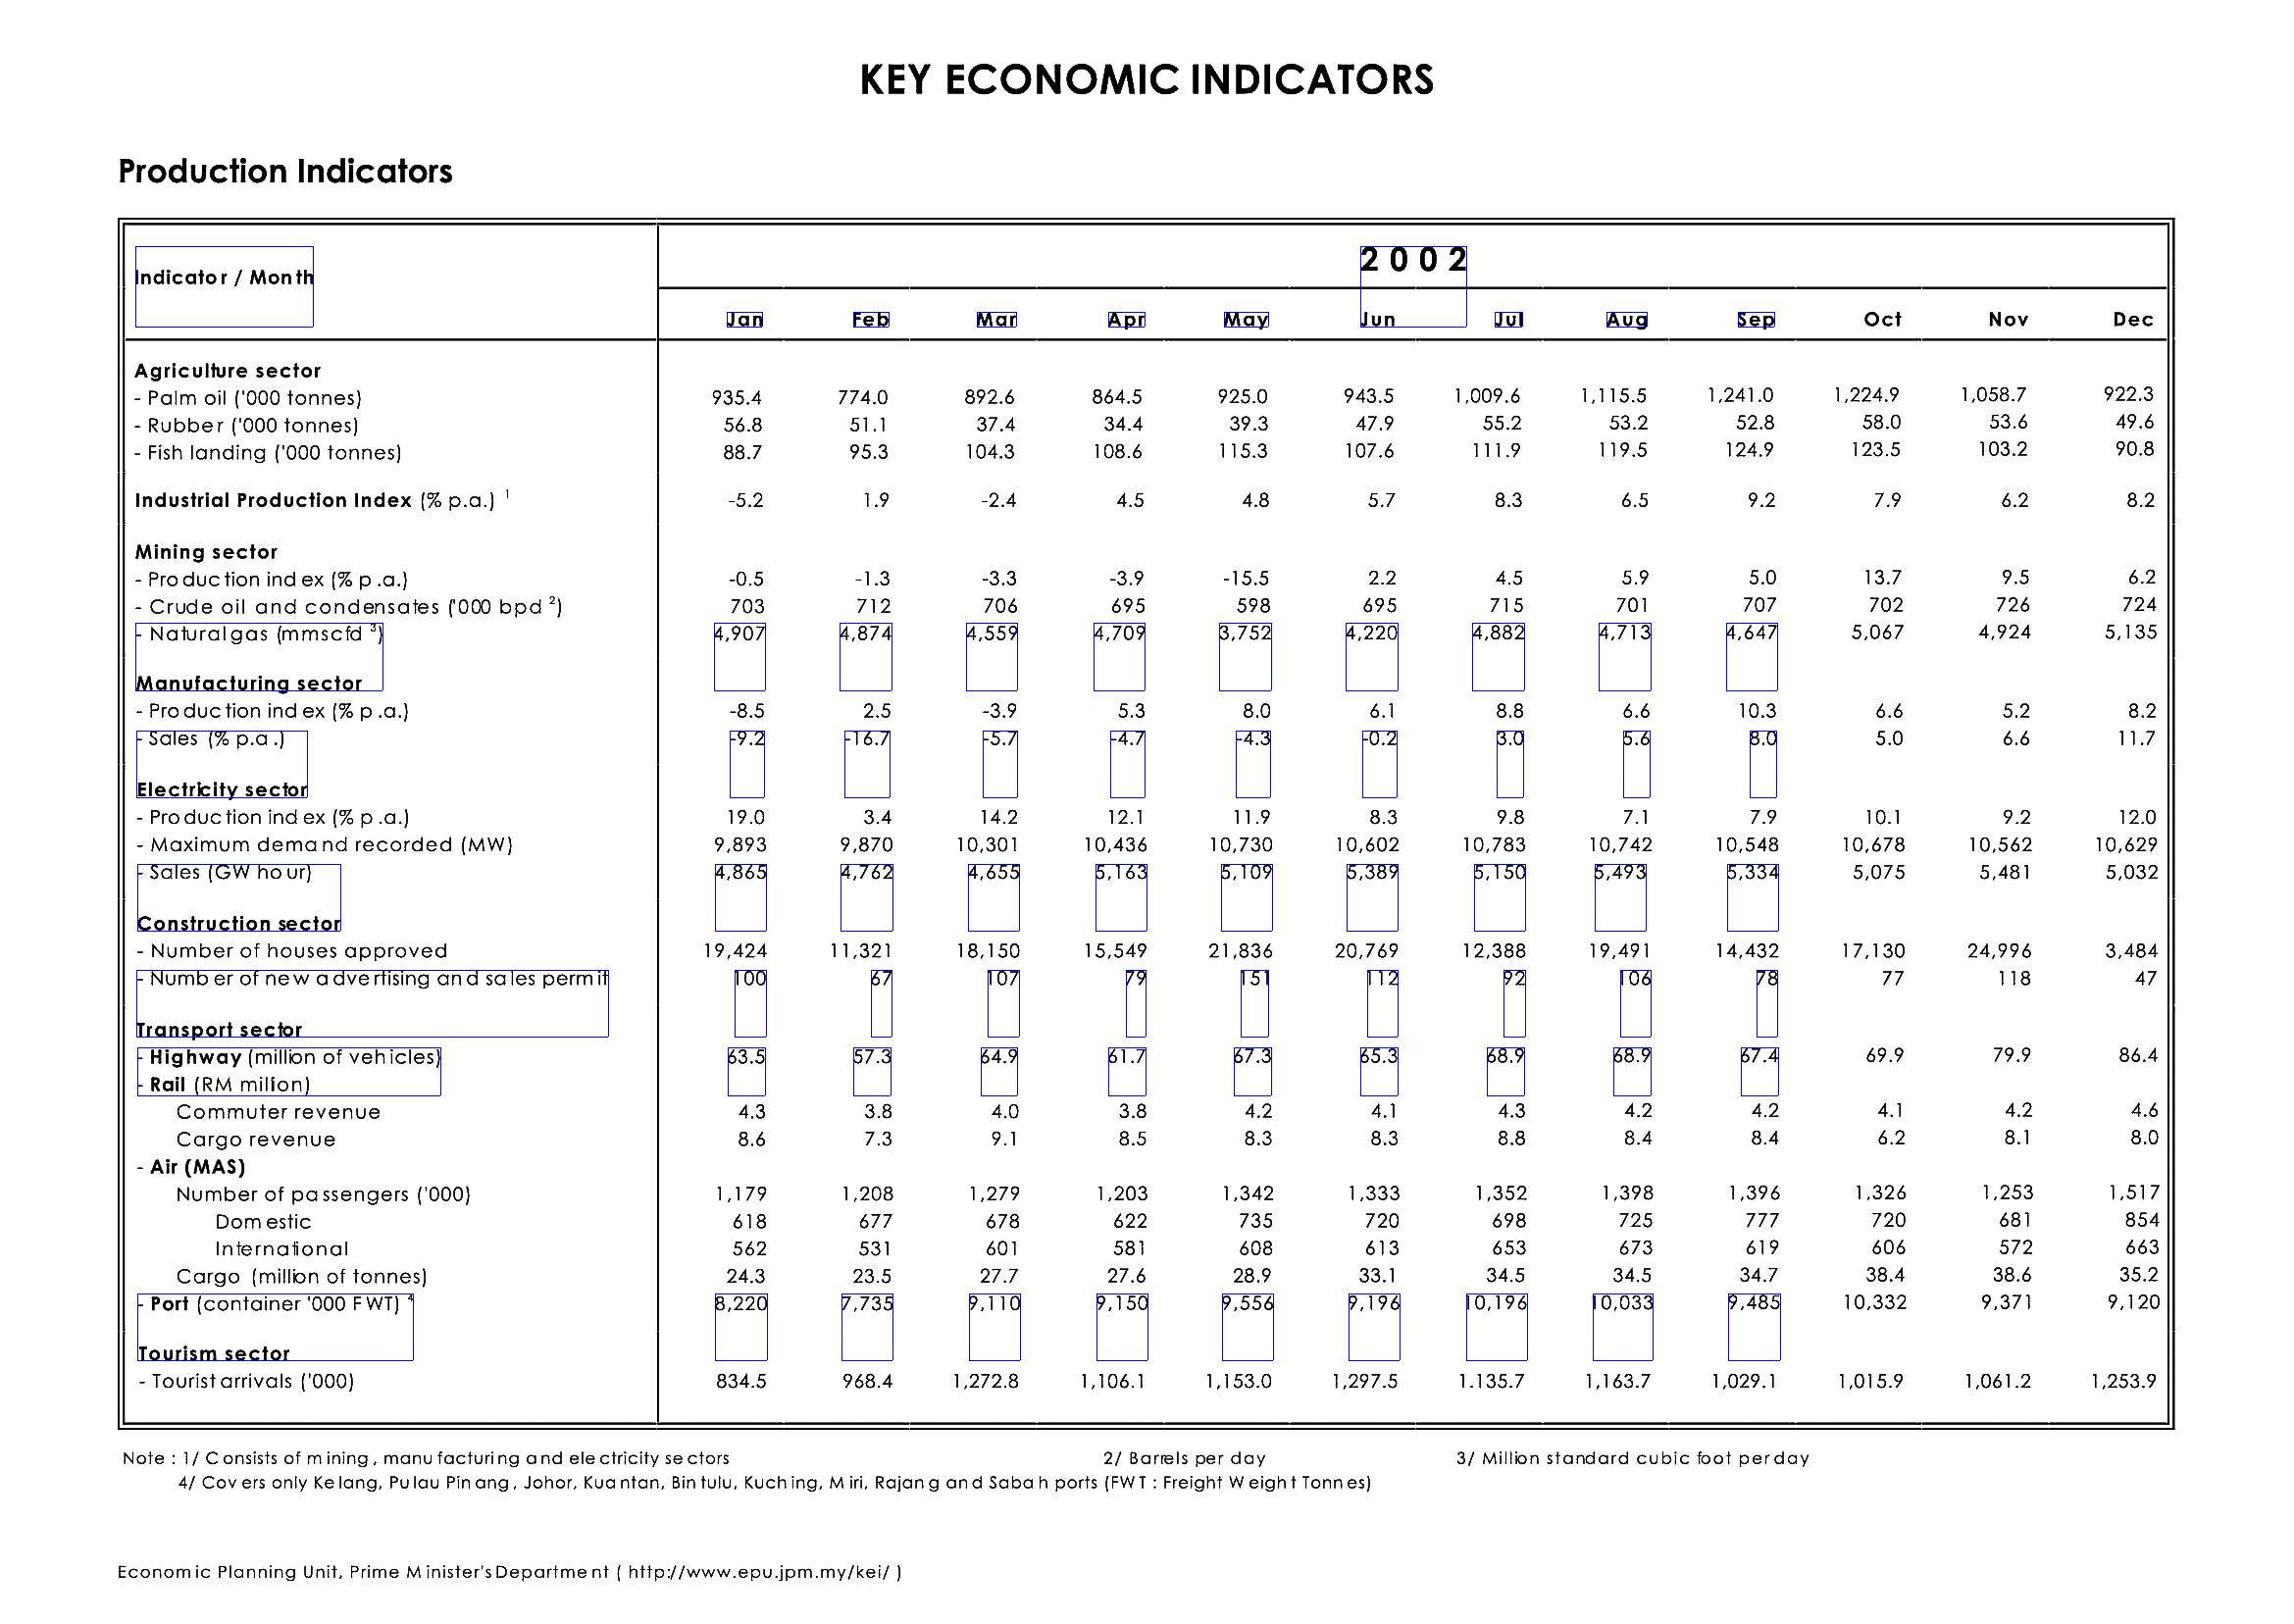 KEY ECONOMIC INDICATORS
Production Indicators
Indicator / Month 2 0 0 2
Jan Feb Mar Apr May Jun Jul Aug Sep Oct Nov Dec
Agriculture sector
- Palm oil ('000 tonnes) 935.4 774.0 892.6 864.5 925.0 943.5 1,009.6 1,115.5 1,241.0 1,224.9 1,058.7 922.3
- Rubber ('000 tonnes) 56.8 51.1 37.4 34.4 39.3 47.9 55.2 53.2 52.8 58.0 53.6 49.6
- Fish landing ('000 tonnes) 88.7 95.3 104.3 108.6 115.3 107.6 111.9 119.5 124.9 123.5 103.2 90.8
Industrial Production Index (% p.a.) 1 -5.2 1.9 -2.4 4.5 4.8 5.7 8.3 6.5 9.2 7.9 6.2 8.2
Mining sector
- Production index (% p.a.) -0.5 -1.3 -3.3 -3.9 -15.5 2.2 4.5 5.9 5.0 13.7 9.5 6.2
- Crude oil and condensates ('000 bpd 2) 703 712 706 695 598 695 715 701 707 702 726 724
- Natural gas (mmscfd 3) 4,907 4,874 4,559 4,709 3,752 4,220 4,882 4,713 4,647 5,067 4,924 5,135
Manufacturing sector
- Production index (% p.a.) -8.5 2.5 -3.9 5.3 8.0 6.1 8.8 6.6 10.3 6.6 5.2 8.2
- Sales (% p.a.) -9.2 -16.7 -5.7 -4.7 -4.3 -0.2 3.0 5.6 8.0 5.0 6.6 11.7
Electricity sector
- Production index (% p.a.) 19.0 3.4 14.2 12.1 11.9 8.3 9.8 7.1 7.9 10.1 9.2 12.0
- Maximum demand recorded (MW) 9,893 9,870 10,301 10,436 10,730 10,602 10,783 10,742 10,548 10,678 10,562 10,629
- Sales (GW hour) 4,865 4,762 4,655 5,163 5,109 5,389 5,150 5,493 5,334 5,075 5,481 5,032
Construction sector
- Number of houses approved 19,424 11,321 18,150 15,549 21,836 20,769 12,388 19,491 14,432 17,130 24,996 3,484
- Number of new advertising and sales permit 100 67 107 79 151 112 92 106 78 77 118 47
Transport sector
- Highway (million of vehicles) 63.5 57.3 64.9 61.7 67.3 65.3 68.9 68.9 67.4 69.9 79.9 86.4
- Rail (RM million)
Commuter revenue 4.3 3.8 4.0 3.8 4.2 4.1 4.3 4.2 4.2 4.1 4.2 4.6
Cargo revenue 8.6 7.3 9.1 8.5 8.3 8.3 8.8 8.4 8.4 6.2 8.1 8.0
- Air (MAS)
Number of passengers ('000) 1,179 1,208 1,279 1,203 1,342 1,333 1,352 1,398 1,396 1,326 1,253 1,517
Domestic 618 677 678 622 735 720 698 725 777 720 681 854
International 562 531 601 581 608 613 653 673 619 606 572 663
Cargo (million of tonnes) 24.3 23.5 27.7 27.6 28.9 33.1 34.5 34.5 34.7 38.4 38.6 35.2
- Port (container '000 FWT) 4 8,220 7,735 9,110 9,150 9,556 9,196 10,196 10,033 9,485 10,332 9,371 9,120
Tourism sector
- Tourist arrivals ('000) 834.5 968.4 1,272.8 1,106.1 1,153.0 1,297.5 1.135.7 1,163.7 1,029.1 1,015.9 1,061.2 1,253.9
Note : 1/ Consists of mining, manufacturing and electricity sectors 2/ Barrels per day 3/ Million standard cubic foot per day
4/ Covers only Kelang, Pulau Pinang, Johor, Kuantan, Bintulu, Kuching, Miri, Rajang and Sabah ports (FWT : Freight Weight Tonnes)
Economic Planning Unit, Prime Minister's Department ( http://www.epu.jpm.my/kei/ )